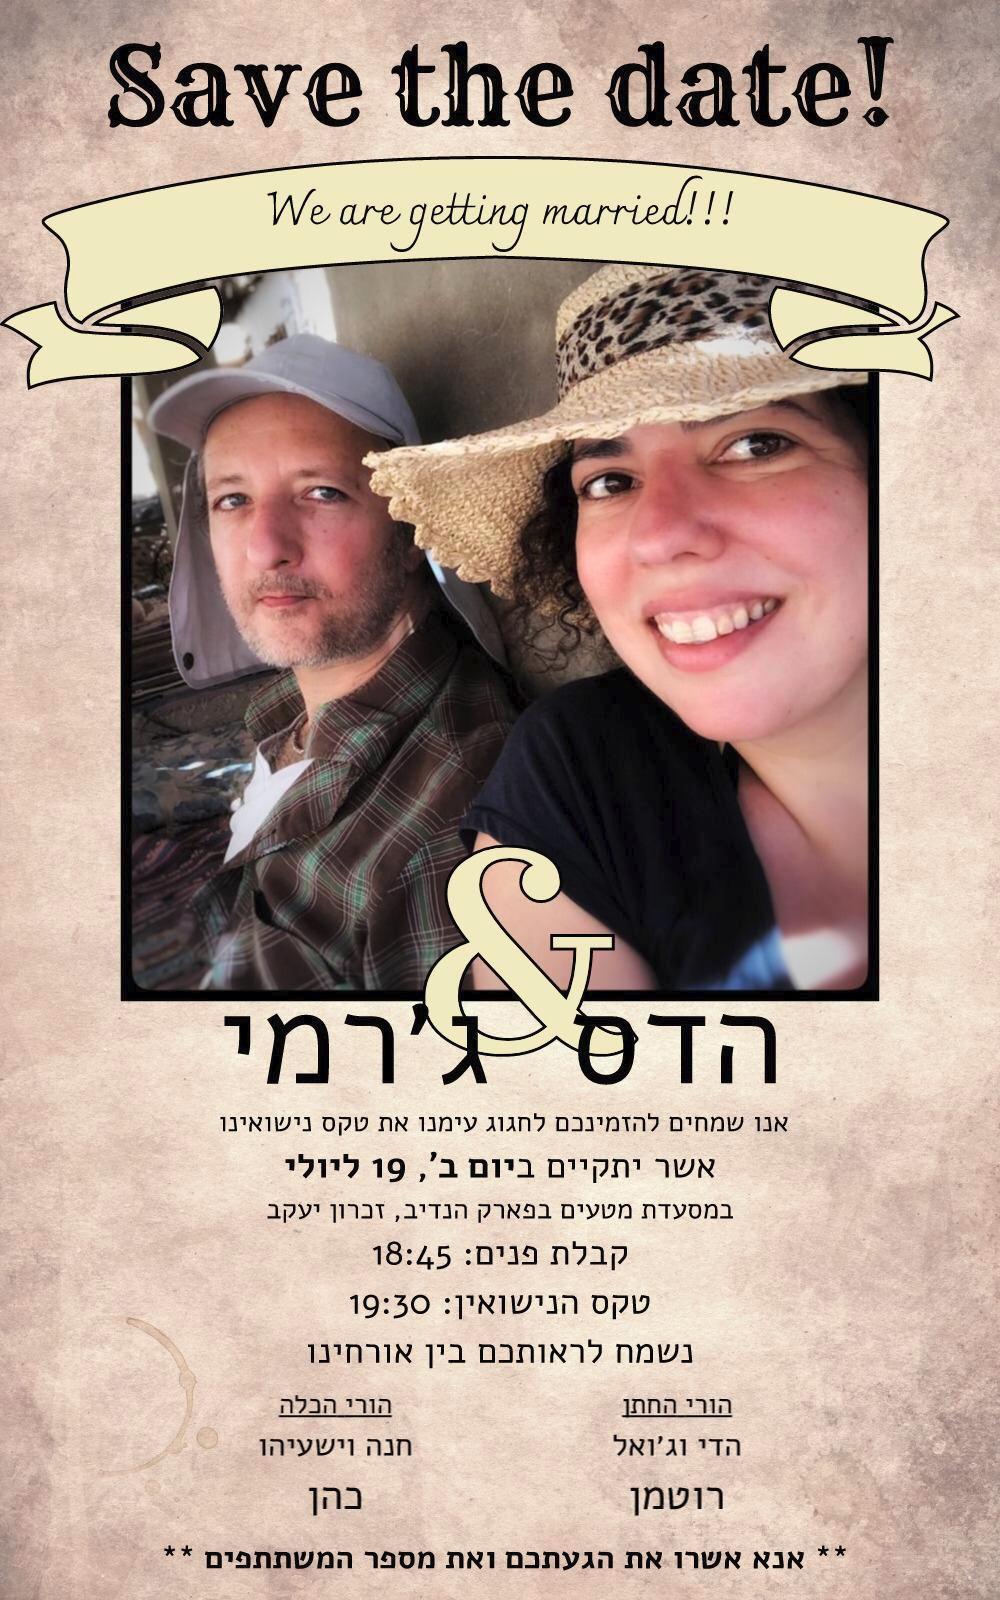 Save the date!
We are getting married!!!
הדס & ג'רמי
אנו שמחים להזמינכם לחגוג עימנו את טקס נישואינו
אשר יתקיים ביום ב', 19 ליולי
במסעדת מטעים בפארק הנדיב, זכרון יעקב
קבלת פנים: 18:45
טקס הנישואין: 19:30
נשמח לראותכם בין אורחינו
הורי החתן
הדי וג'ואל
רוטמן
הורי הכלה
חנה וישעיהו
כהן
** אנא אשרו את הגעתכם ואת מספר המשתתפים **